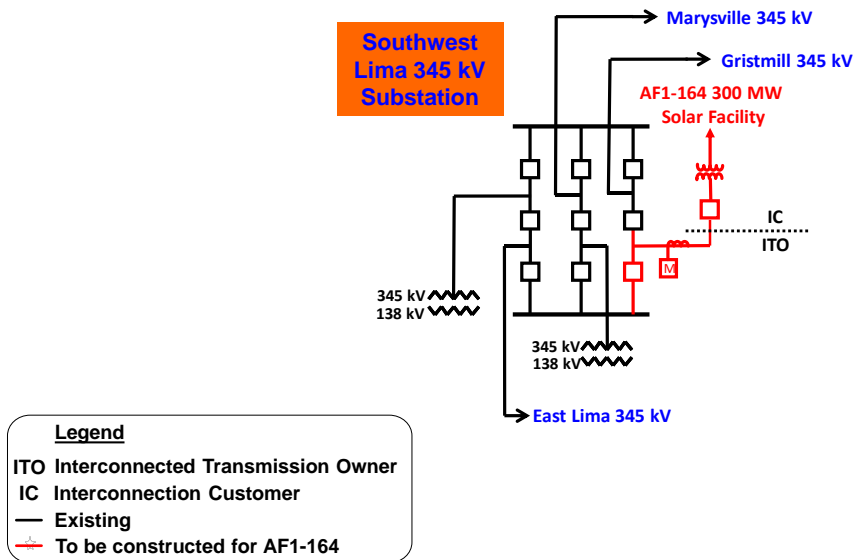 Marysville 345 kV
Southwest
Lima 345 kV
Substation
Gristmill 345 kV
AF1-164 300 MW
Solar Facility
IC
ITO
M
345 kV
138 kV
345 kV
138 kV
East Lima 345 kV
Legend
ITO Interconnected Transmission Owner
IC Interconnection Customer
Existing
To be constructed for AF1-164